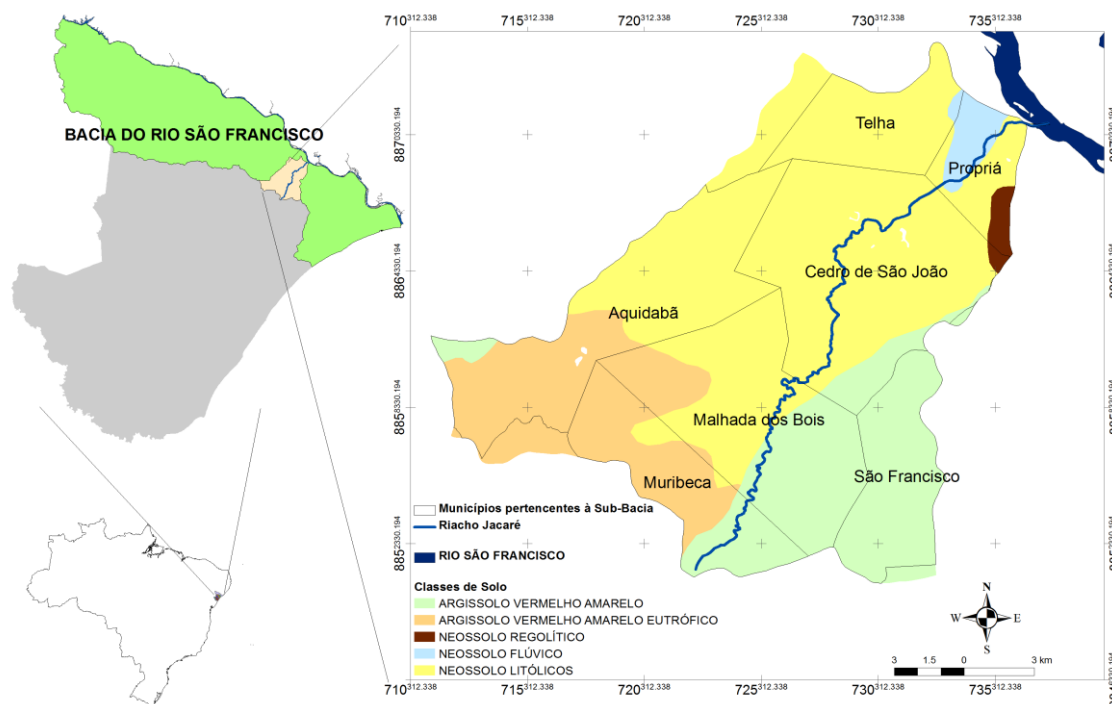 710312.338 715312.338 720312.338 725312.338 730312.338 735312.338
BACIA DO RIO SÃO FRANCISCO
8870330.194
8864330.194
8858330.194
8852330.194
Telha
Propriá
Cedro de São João
Aquidabã
Malhada dos Bois
São Francisco
Muribeca
Municípios pertencentes à Sub-Bacia
Riacho Jacaré
RIO SÃO FRANCISCO
Classes de Solo
ARGISSOLO VERMELHO AMARELO
ARGISSOLO VERMELHO AMARELO EUTRÓFICO
NEOSSOLO REGOLÍTICO
NEOSSOLO FLÚVICO
NEOSSOLO LITÓLICOS
N
W E
S
3 1.5 0 3 km
710312.338 715312.338 720312.338 725312.338 730312.338 735312.338